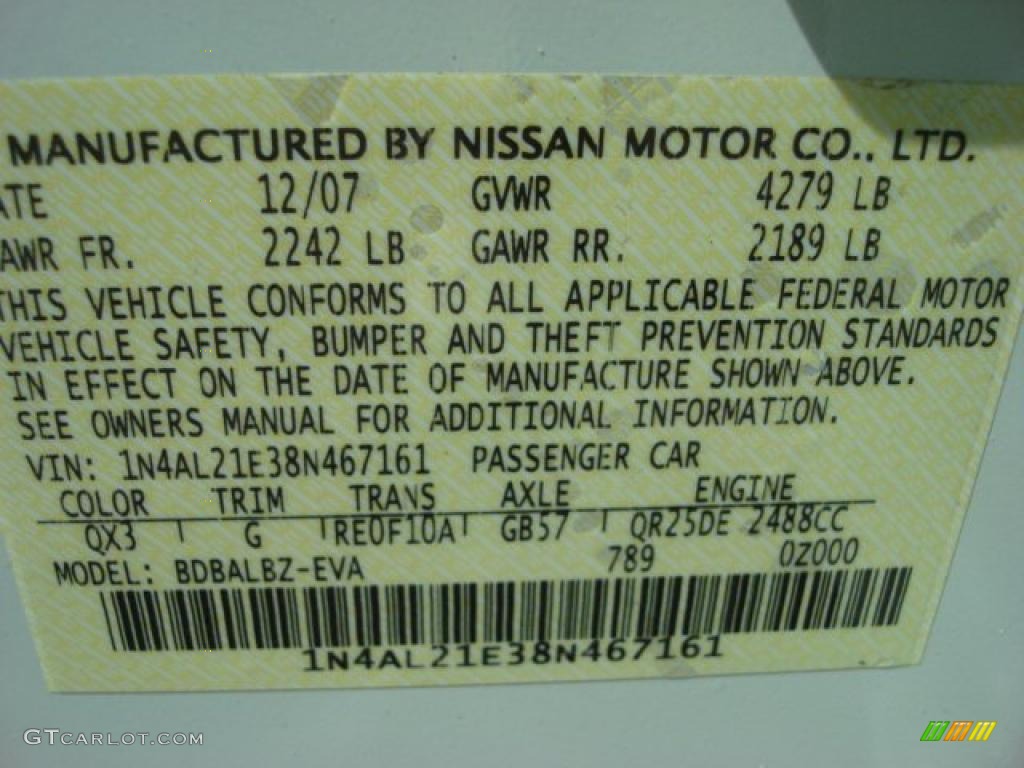 MANUFACTURED BY NISSAN MOTOR CO., LTD.
ATE 12/07 GVWR 4279 LB
AWR FR. 2242 LB GAWR RR. 2189 LB
THIS VEHICLE CONFORMS TO ALL APPLICABLE FEDERAL MOTOR
VEHICLE SAFETY, BUMPER AND THEFT PREVENTION STANDARDS
IN EFFECT ON THE DATE OF MANUFACTURE SHOWN ABOVE.
SEE OWNERS MANUAL FOR ADDITIONAL INFORMATION.
VIN: 1N4AL21E38N467161 PASSENGER CAR
COLOR TRIM TRANS AXLE ENGINE
QX3 G RE0F10A GB57 QR25DE 2488CC
MODEL: BDBALBZ-EVA 789 0Z000
1N4AL21E38N467161
GTCARLOT.COM